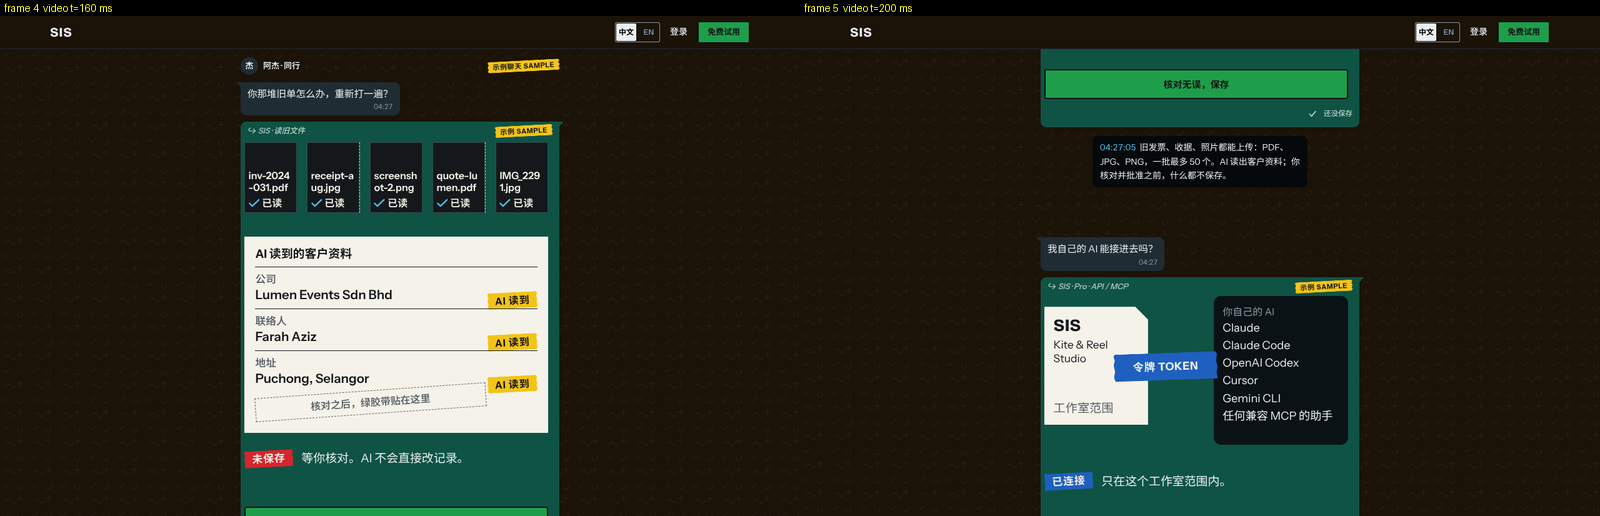 frame 4 video t=160 ms
SIS
中文 EN 登录 免费试用
杰 阿杰·同行
示例聊天 SAMPLE
你那堆旧单怎么办，重新打一遍？
04:27
↪ SIS·读旧文件
示例 SAMPLE
inv-2024
-031.pdf
✓ 已读
receipt-a
ug.jpg
✓ 已读
screensh
ot-2.png
✓ 已读
quote-lu
men.pdf
✓ 已读
IMG_229
1.jpg
✓ 已读
AI 读到的客户资料
公司
Lumen Events Sdn Bhd
AI 读到
联络人
Farah Aziz
AI 读到
地址
Puchong, Selangor
AI 读到
核对之后，绿胶带贴在这里
未保存 等你核对。AI 不会直接改记录。
frame 5 video t=200 ms
SIS
中文 EN 登录 免费试用
核对无误，保存
✓ 还没保存
04:27:05 旧发票、收据、照片都能上传：PDF、
JPG、PNG，一批最多 50 个。AI 读出客户资料；你
核对并批准之前，什么都不保存。
我自己的 AI 能接进去吗？
04:27
↪ SIS·Pro·API / MCP
示例 SAMPLE
SIS
Kite & Reel
Studio
工作室范围
令牌 TOKEN
你自己的 AI
Claude
Claude Code
OpenAI Codex
Cursor
Gemini CLI
任何兼容 MCP 的助手
已连接 只在这个工作室范围内。